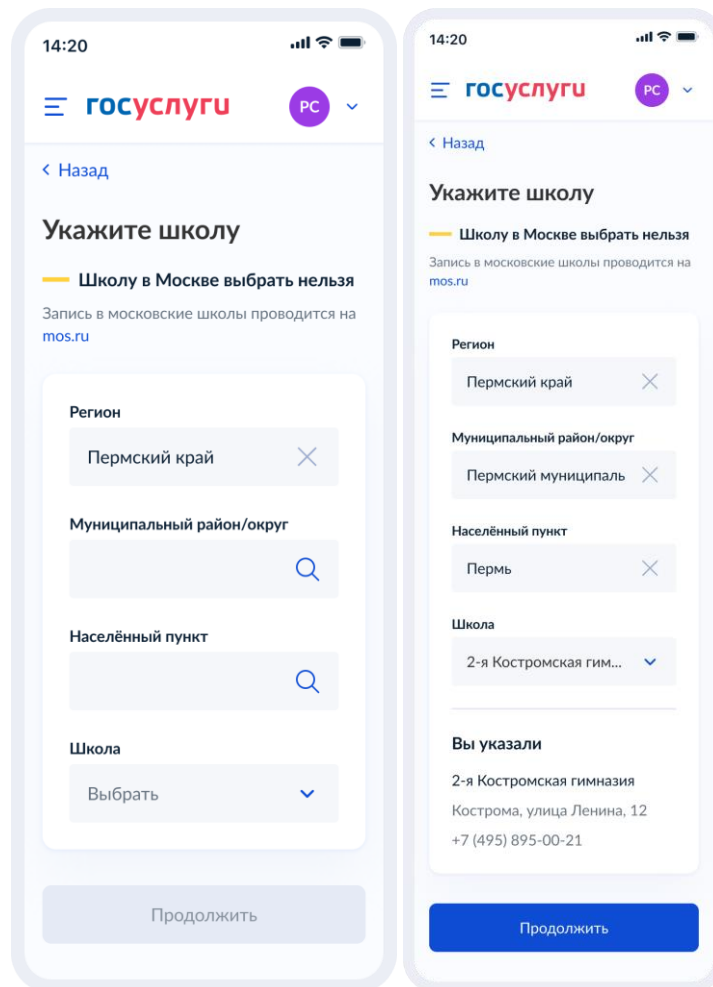 14:20
госуслуги
РС
Назад
Укажите школу
Школу в Москве выбрать нельзя
Запись в московские школы проводится на
mos.ru
Регион
Пермский край
Муниципальный район/округ
Населённый пункт
Школа
Выбрать
Продолжить
14:20
госуслуги
РС
Назад
Укажите школу
Школу в Москве выбрать нельзя
Запись в московские школы проводится на
mos.ru
Регион
Пермский край
Муниципальный район/округ
Пермский муниципаль
Населённый пункт
Пермь
Школа
2-я Костромская гим...
Вы указали
2-я Костромская гимназия
Кострома, улица Ленина, 12
+7 (495) 895-00-21
Продолжить